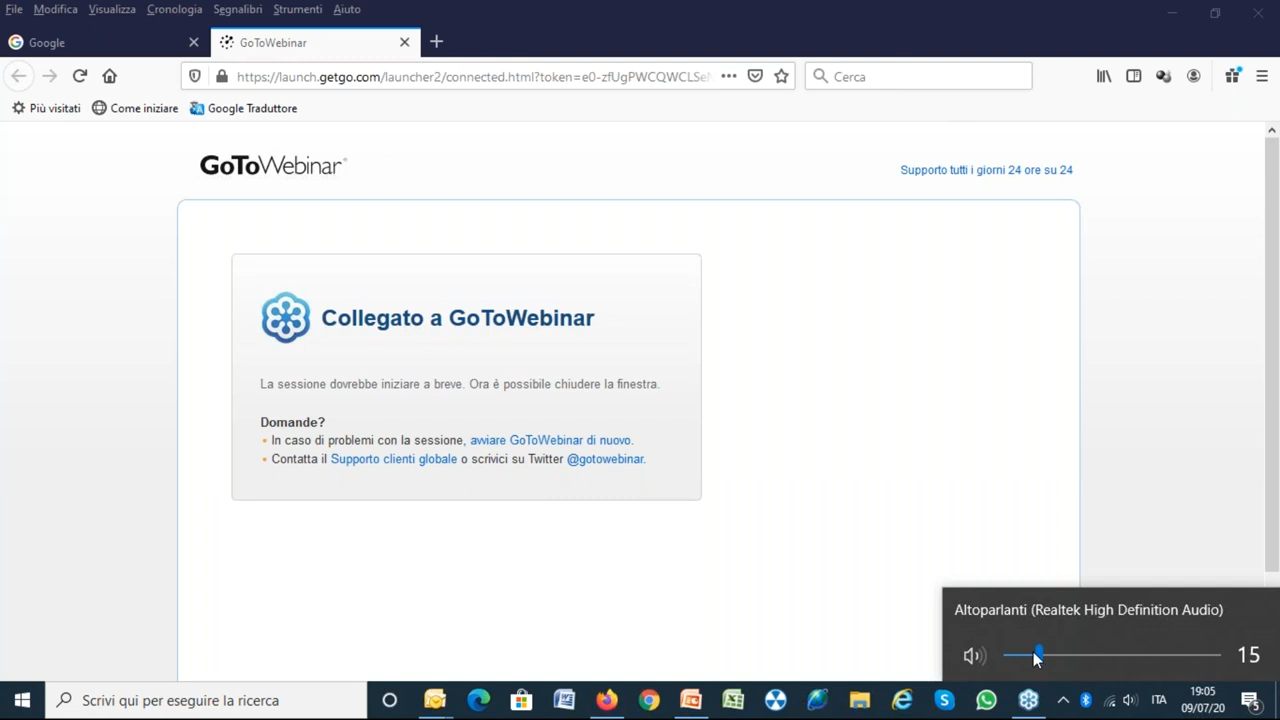 File Modifica Visualizza Cronologia Segnalibri Strumenti Aiuto
Google
GoToWebinar
https://launch.getgo.com/launcher2/connected.html?token=e0-zfUgPWCQWCLSe
Cerca
Più visitati Come iniziare Google Traduttore
GoToWebinar
Supporto tutti i giorni 24 ore su 24
Collegato a GoToWebinar
La sessione dovrebbe iniziare a breve. Ora è possibile chiudere la finestra.
Domande?
• In caso di problemi con la sessione, avviare GoToWebinar di nuovo.
• Contatta il Supporto clienti globale o scrivici su Twitter @gotowebinar.
Altoparlanti (Realtek High Definition Audio)
15
Scrivi qui per eseguire la ricerca
ITA
19:05
09/07/20
5